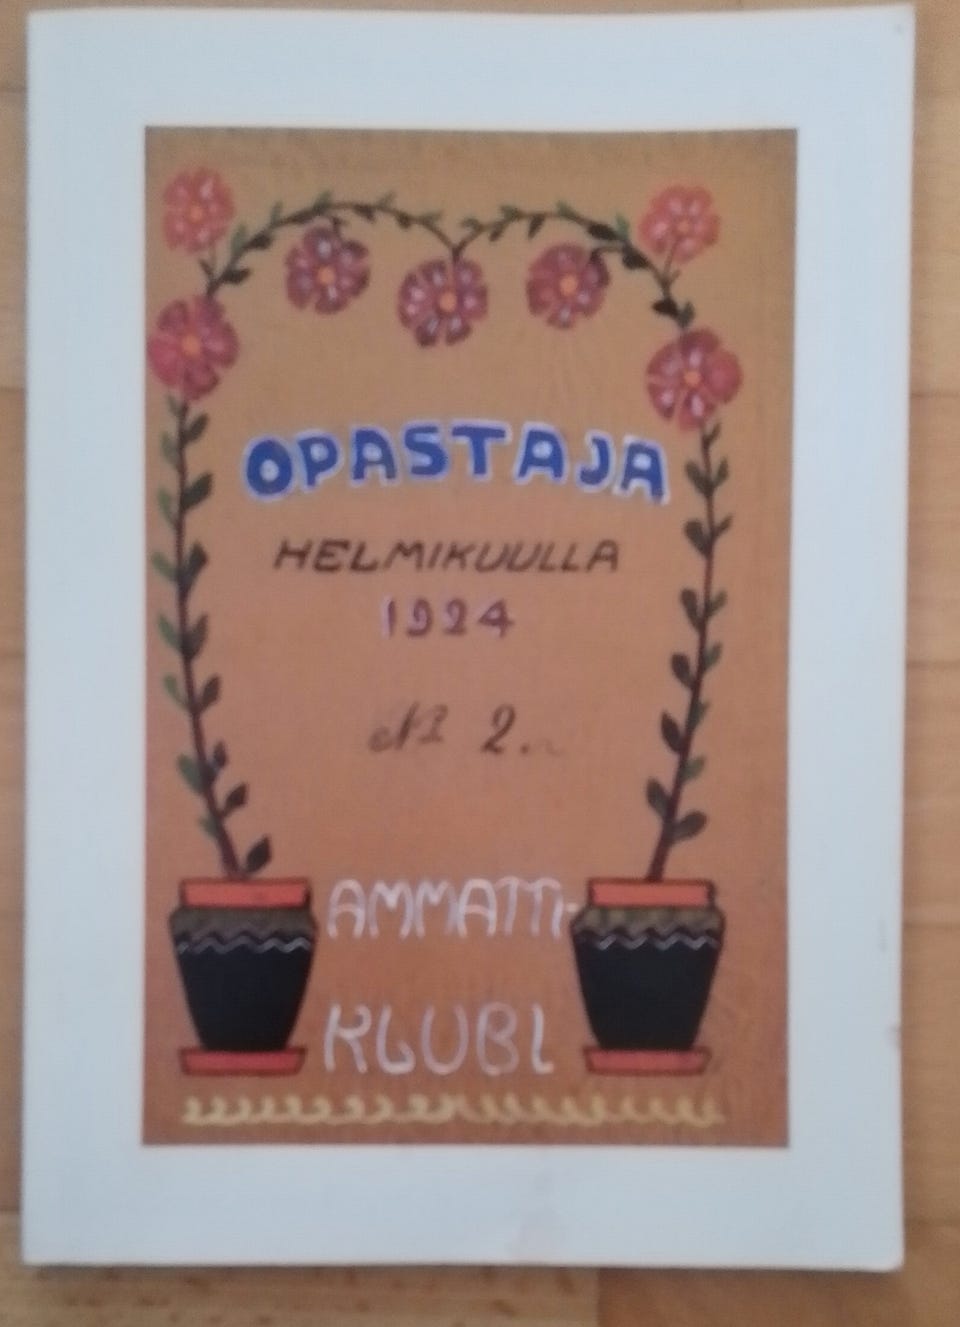 OPASTAJA
HELMIKUULLA
1924
No 2.
AMMATTI-
KLUBI